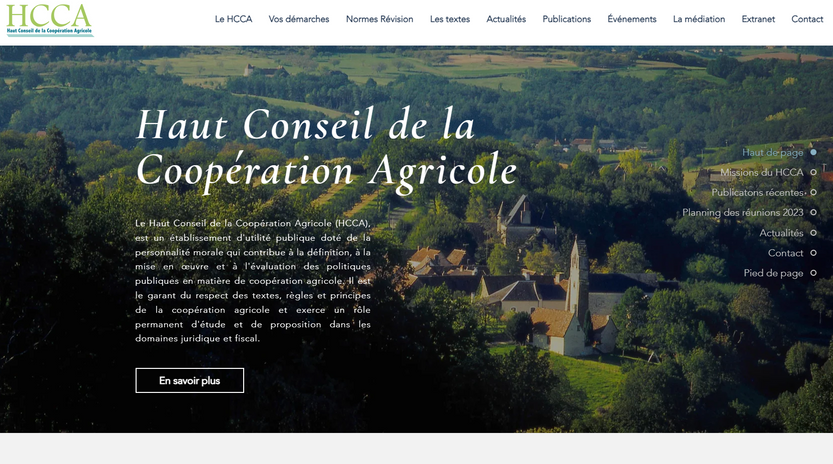 HCCA
Haut Conseil de la Coopération Agricole
Le HCCA
Vos démarches
Normes Révision
Les textes
Actualités
Publications
Événements
La médiation
Extranet
Contact
Haut Conseil de la
Coopération Agricole
Le Haut Conseil de la Coopération Agricole (HCCA),
est un établissement d'utilité publique doté de la
personnalité morale qui contribue à la définition, à la
mise en œuvre et à l'évaluation des politiques
publiques en matière de coopération agricole. Il est
le garant du respect des textes, règles et principes
de la coopération agricole et exerce un rôle
permanent d'étude et de proposition dans les
domaines juridique et fiscal.
En savoir plus
Haut de page
Missions du HCCA
Publicatons récentes
Planning des réunions 2023
Actualités
Contact
Pied de page